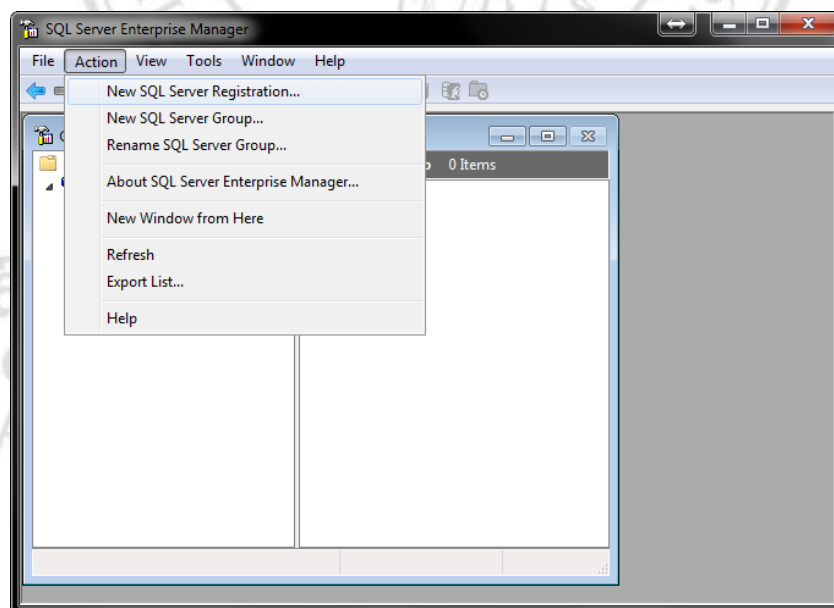 SQL Server Enterprise Manager
File Action View Tools Window Help
New SQL Server Registration...
New SQL Server Group...
Rename SQL Server Group...
0 Items
About SQL Server Enterprise Manager...
New Window from Here
Refresh
Export List...
Help